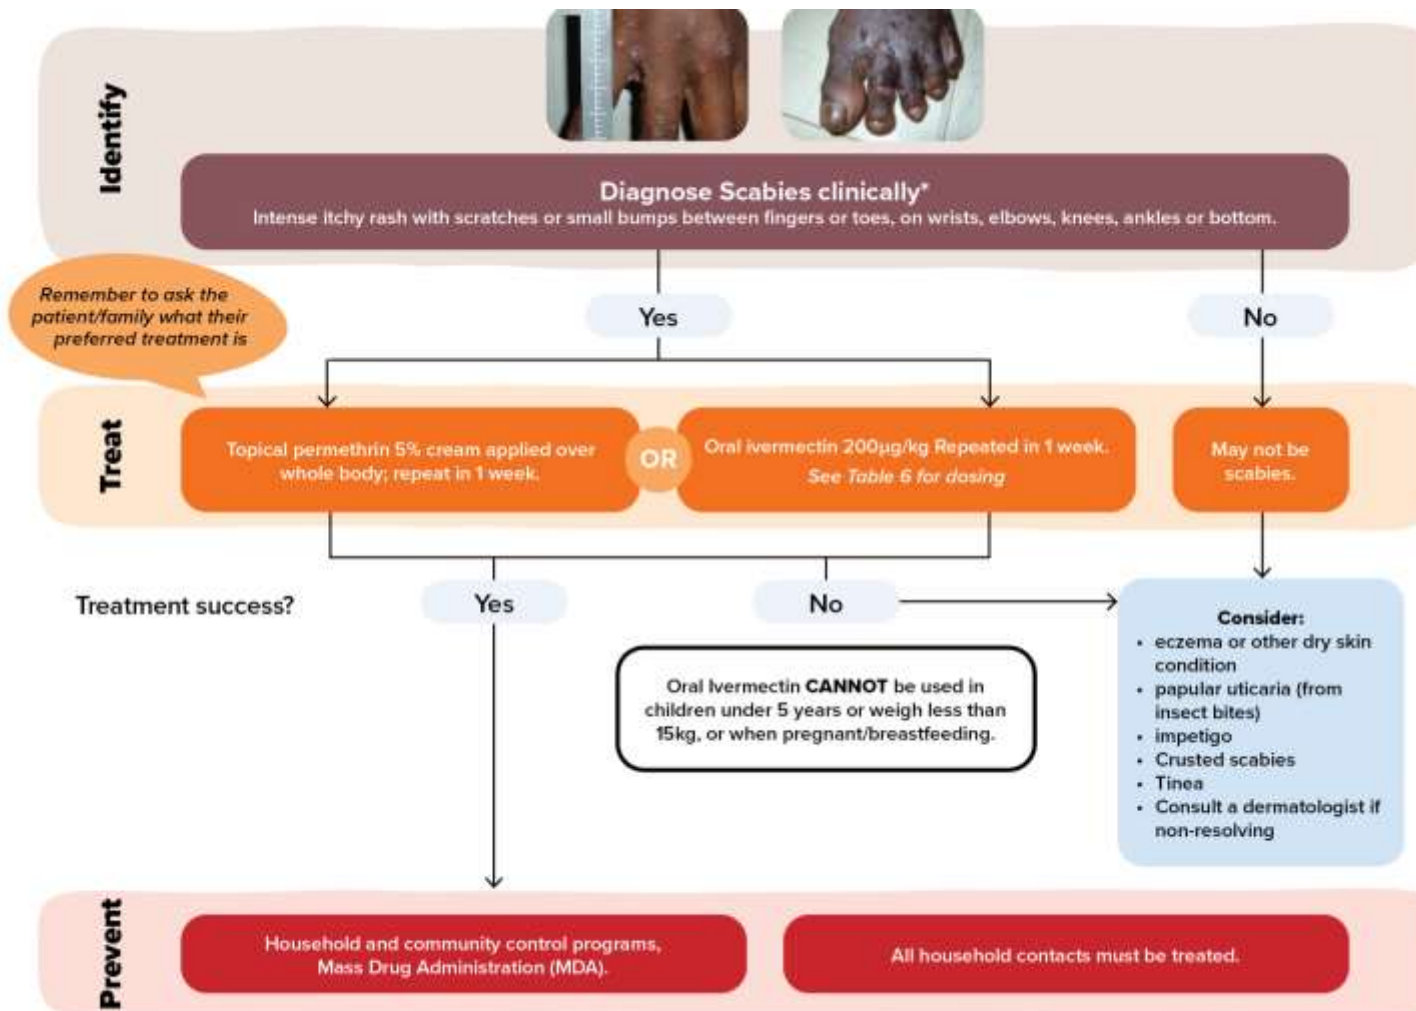 Identify
Diagnose Scabies clinically*
Intense itchy rash with scratches or small bumps between fingers or toes, on wrists, elbows, knees, ankles or bottom.
Remember to ask the
patient/family what their
preferred treatment is
Yes
No
Treat
Topical permethrin 5% cream applied over
whole body; repeat in 1 week.
OR
Oral ivermectin 200µg/kg Repeated in 1 week.
See Table 6 for dosing
May not be
scabies.
Treatment success?
Yes
No
Oral Ivermectin CANNOT be used in
children under 5 years or weigh less than
15kg, or when pregnant/breastfeeding.
Consider:
• eczema or other dry skin
condition
• papular uticaria (from
insect bites)
• impetigo
• Crusted scabies
• Tinea
• Consult a dermatologist if
non-resolving
Prevent
Household and community control programs,
Mass Drug Administration (MDA).
All household contacts must be treated.